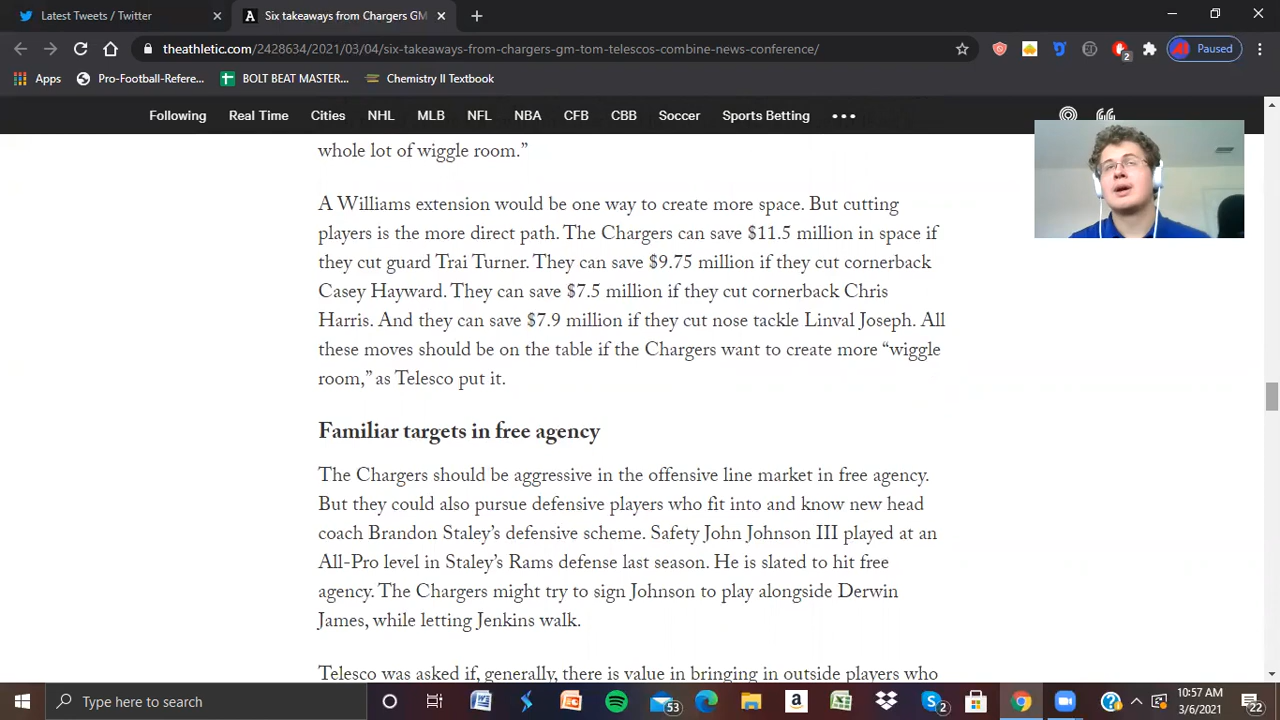 Latest Tweets / Twitter
A Six takeaways from Chargers GM
theathletic.com/2428634/2021/03/04/six-takeaways-from-chargers-gm-tom-telescos-combine-news-conference/
2
Paused
Apps
Pro-Football-Refere...
BOLT BEAT MASTER...
Chemistry II Textbook
Following Real Time Cities NHL MLB NFL NBA CFB CBB Soccer Sports Betting
whole lot of wiggle room.”
A Williams extension would be one way to create more space. But cutting
players is the more direct path. The Chargers can save $11.5 million in space if
they cut guard Trai Turner. They can save $9.75 million if they cut cornerback
Casey Hayward. They can save $7.5 million if they cut cornerback Chris
Harris. And they can save $7.9 million if they cut nose tackle Linval Joseph. All
these moves should be on the table if the Chargers want to create more “wiggle
room,” as Telesco put it.
Familiar targets in free agency
The Chargers should be aggressive in the offensive line market in free agency.
But they could also pursue defensive players who fit into and know new head
coach Brandon Staley’s defensive scheme. Safety John Johnson III played at an
All-Pro level in Staley’s Rams defense last season. He is slated to hit free
agency. The Chargers might try to sign Johnson to play alongside Derwin
James, while letting Jenkins walk.
Telesco was asked if, generally, there is value in bringing in outside players who
Type here to search
53
2
10:57 AM
3/6/2021
22